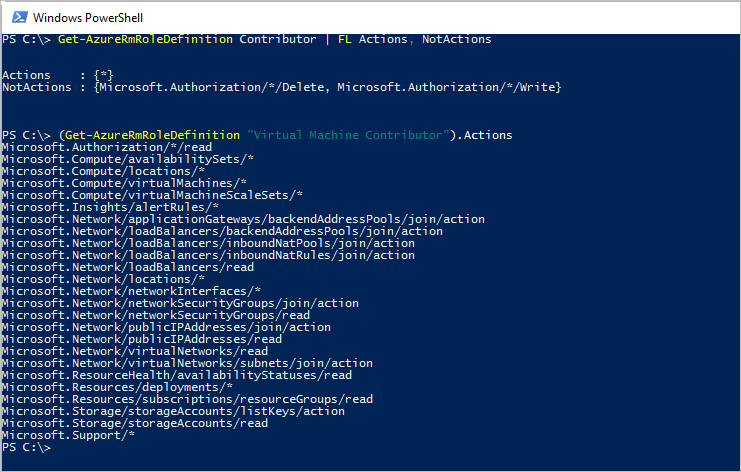 Windows PowerShell
PS C:\> Get-AzureRmRoleDefinition Contributor | FL Actions, NotActions
Actions    : {*}
NotActions : {Microsoft.Authorization/*/Delete, Microsoft.Authorization/*/Write}
PS C:\> (Get-AzureRmRoleDefinition "Virtual Machine Contributor").Actions
Microsoft.Authorization/*/read
Microsoft.Compute/availabilitySets/*
Microsoft.Compute/locations/*
Microsoft.Compute/virtualMachines/*
Microsoft.Compute/virtualMachineScaleSets/*
Microsoft.Insights/alertRules/*
Microsoft.Network/applicationGateways/backendAddressPools/join/action
Microsoft.Network/loadBalancers/backendAddressPools/join/action
Microsoft.Network/loadBalancers/inboundNatPools/join/action
Microsoft.Network/loadBalancers/inboundNatRules/join/action
Microsoft.Network/loadBalancers/read
Microsoft.Network/locations/*
Microsoft.Network/networkInterfaces/*
Microsoft.Network/networkSecurityGroups/join/action
Microsoft.Network/networkSecurityGroups/read
Microsoft.Network/publicIPAddresses/join/action
Microsoft.Network/publicIPAddresses/read
Microsoft.Network/virtualNetworks/read
Microsoft.Network/virtualNetworks/subnets/join/action
Microsoft.ResourceHealth/availabilityStatuses/read
Microsoft.Resources/deployments/*
Microsoft.Resources/subscriptions/resourceGroups/read
Microsoft.Storage/storageAccounts/listKeys/action
Microsoft.Storage/storageAccounts/read
Microsoft.Support/*
PS C:\>